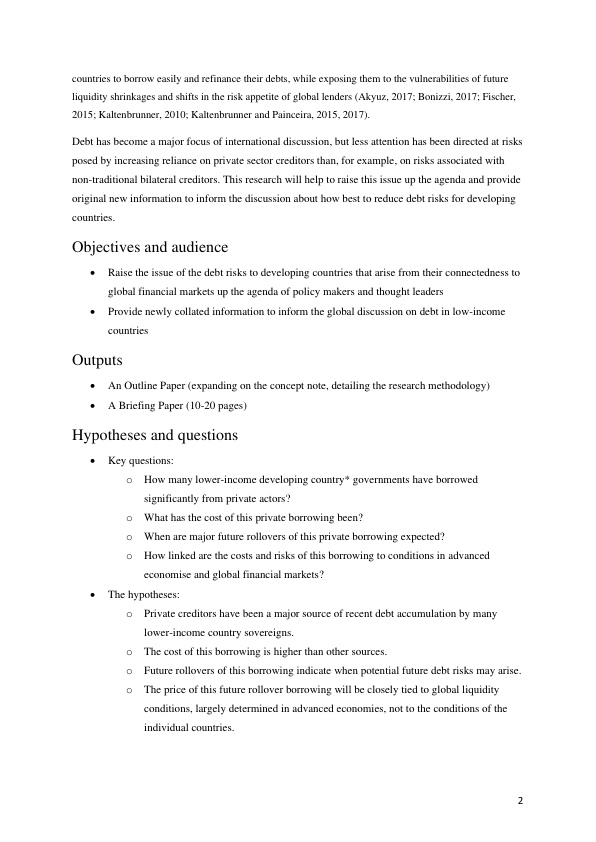 countries to borrow easily and refinance their debts, while exposing them to the vulnerabilities of future
liquidity shrinkages and shifts in the risk appetite of global lenders (Akyuz, 2017; Bonizzi, 2017; Fischer,
2015; Kaltenbrunner, 2010; Kaltenbrunner and Painceira, 2015, 2017).
Debt has become a major focus of international discussion, but less attention has been directed at risks
posed by increasing reliance on private sector creditors than, for example, on risks associated with
non-traditional bilateral creditors. This research will help to raise this issue up the agenda and provide
original new information to inform the discussion about how best to reduce debt risks for developing
countries.
Objectives and audience
• Raise the issue of the debt risks to developing countries that arise from their connectedness to
global financial markets up the agenda of policy makers and thought leaders
• Provide newly collated information to inform the global discussion on debt in low-income
countries
Outputs
• An Outline Paper (expanding on the concept note, detailing the research methodology)
• A Briefing Paper (10-20 pages)
Hypotheses and questions
• Key questions:
o How many lower-income developing country* governments have borrowed
significantly from private actors?
o What has the cost of this private borrowing been?
o When are major future rollovers of this private borrowing expected?
o How linked are the costs and risks of this borrowing to conditions in advanced
economise and global financial markets?
• The hypotheses:
o Private creditors have been a major source of recent debt accumulation by many
lower-income country sovereigns.
o The cost of this borrowing is higher than other sources.
o Future rollovers of this borrowing indicate when potential future debt risks may arise.
o The price of this future rollover borrowing will be closely tied to global liquidity
conditions, largely determined in advanced economies, not to the conditions of the
individual countries.
2